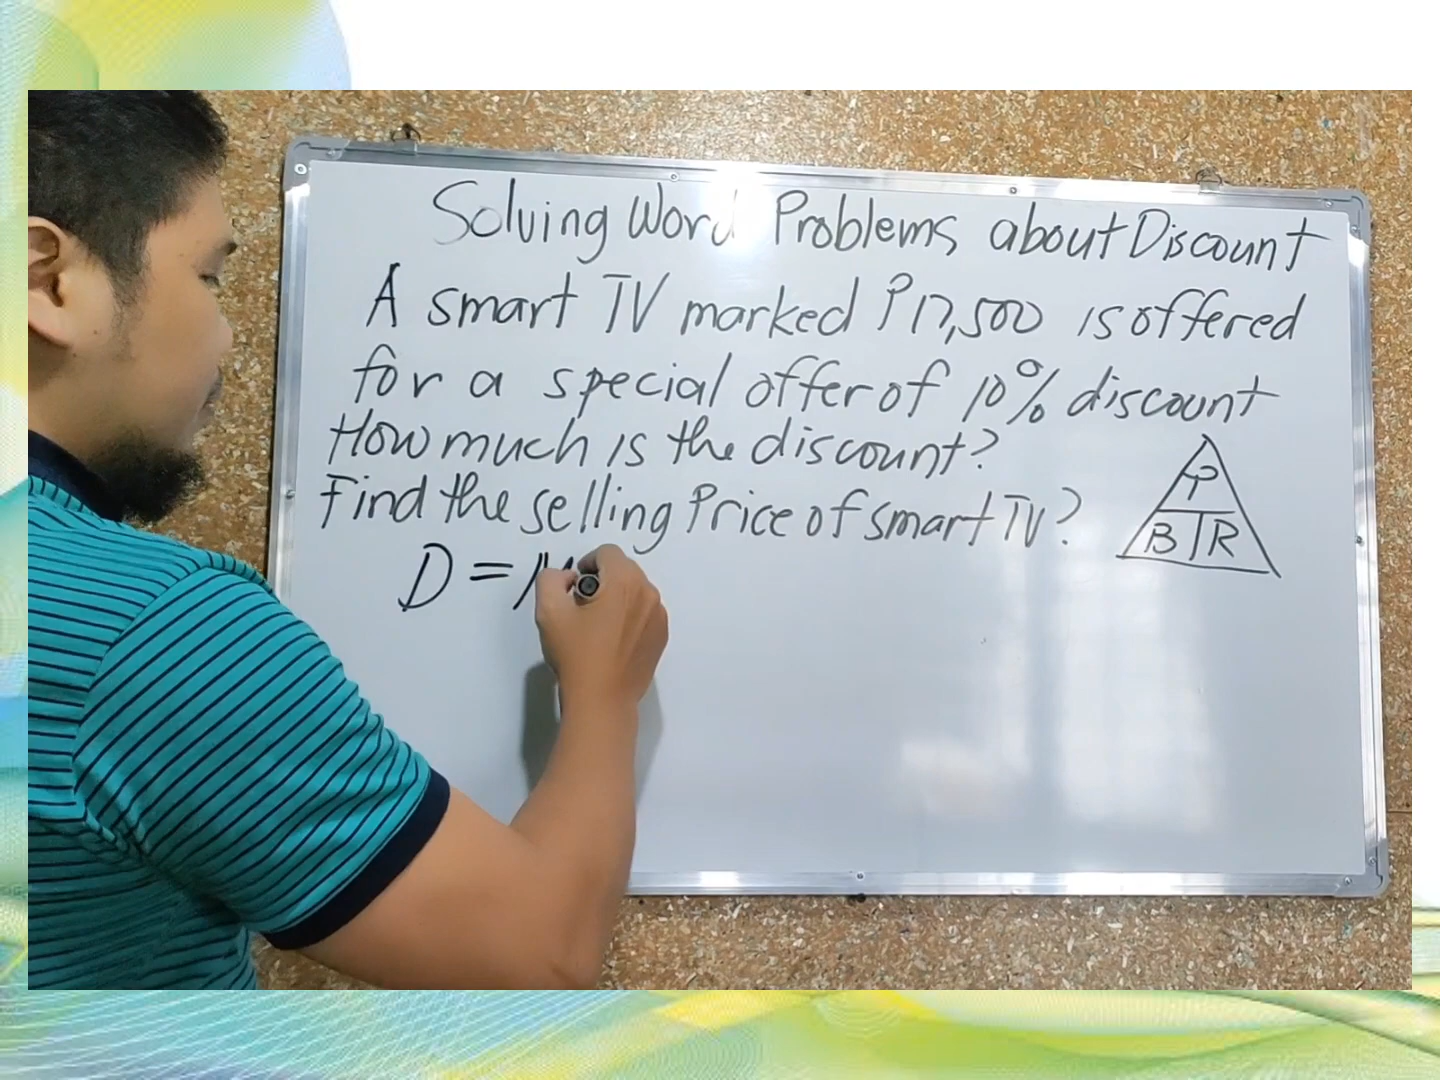 Solving Word Problems about Discount
A smart TV marked ₱17,500 is offered
for a special offer of 10% discount
How much is the discount?
Find the selling Price of smart TV?
P
B R
D = M